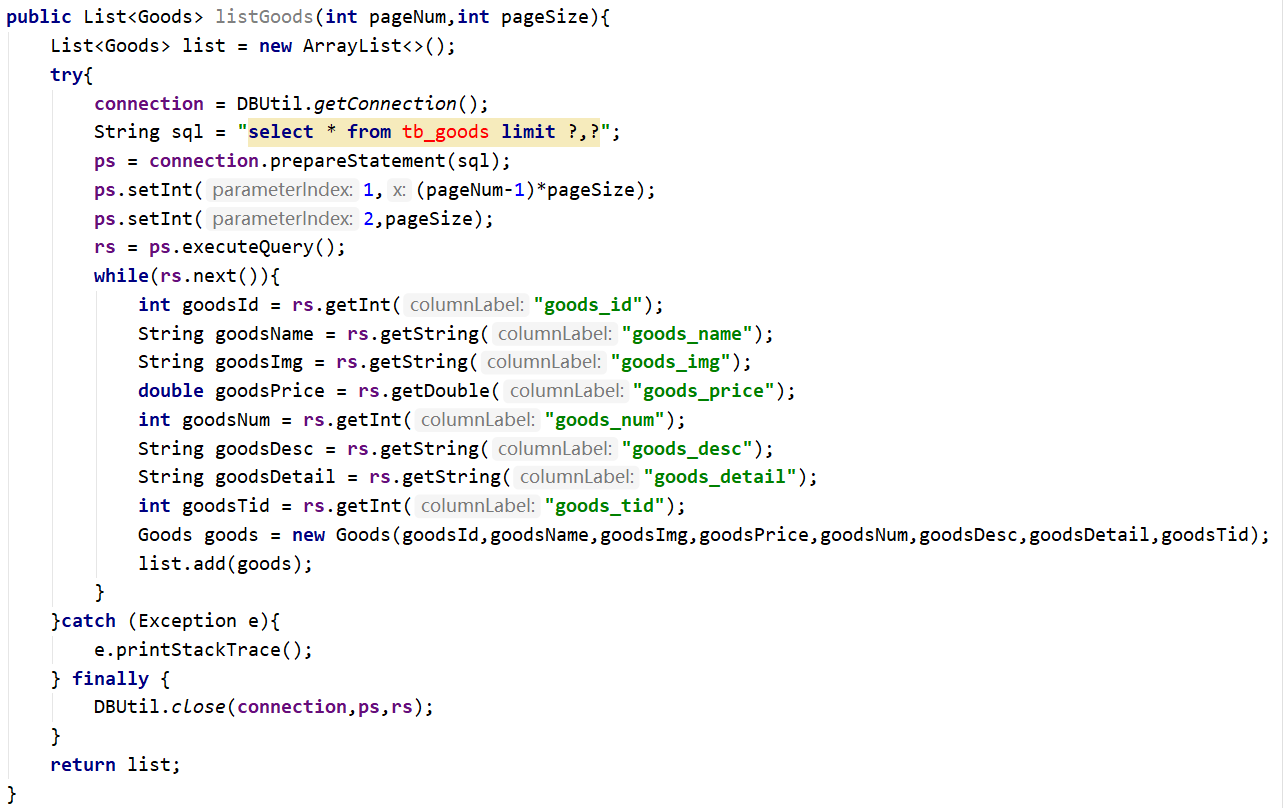 public List<Goods> listGoods(int pageNum,int pageSize){
    List<Goods> list = new ArrayList<>();
    try{
        connection = DBUtil.getConnection();
        String sql = "select * from tb_goods limit ?,?";
        ps = connection.prepareStatement(sql);
        ps.setInt( parameterIndex: 1, x: (pageNum-1)*pageSize);
        ps.setInt( parameterIndex: 2,pageSize);
        rs = ps.executeQuery();
        while(rs.next()){
            int goodsId = rs.getInt( columnLabel: "goods_id");
            String goodsName = rs.getString( columnLabel: "goods_name");
            String goodsImg = rs.getString( columnLabel: "goods_img");
            double goodsPrice = rs.getDouble( columnLabel: "goods_price");
            int goodsNum = rs.getInt( columnLabel: "goods_num");
            String goodsDesc = rs.getString( columnLabel: "goods_desc");
            String goodsDetail = rs.getString( columnLabel: "goods_detail");
            int goodsTid = rs.getInt( columnLabel: "goods_tid");
            Goods goods = new Goods(goodsId,goodsName,goodsImg,goodsPrice,goodsNum,goodsDesc,goodsDetail,goodsTid);
            list.add(goods);
        }
    }catch (Exception e){
        e.printStackTrace();
    } finally {
        DBUtil.close(connection,ps,rs);
    }
    return list;
}